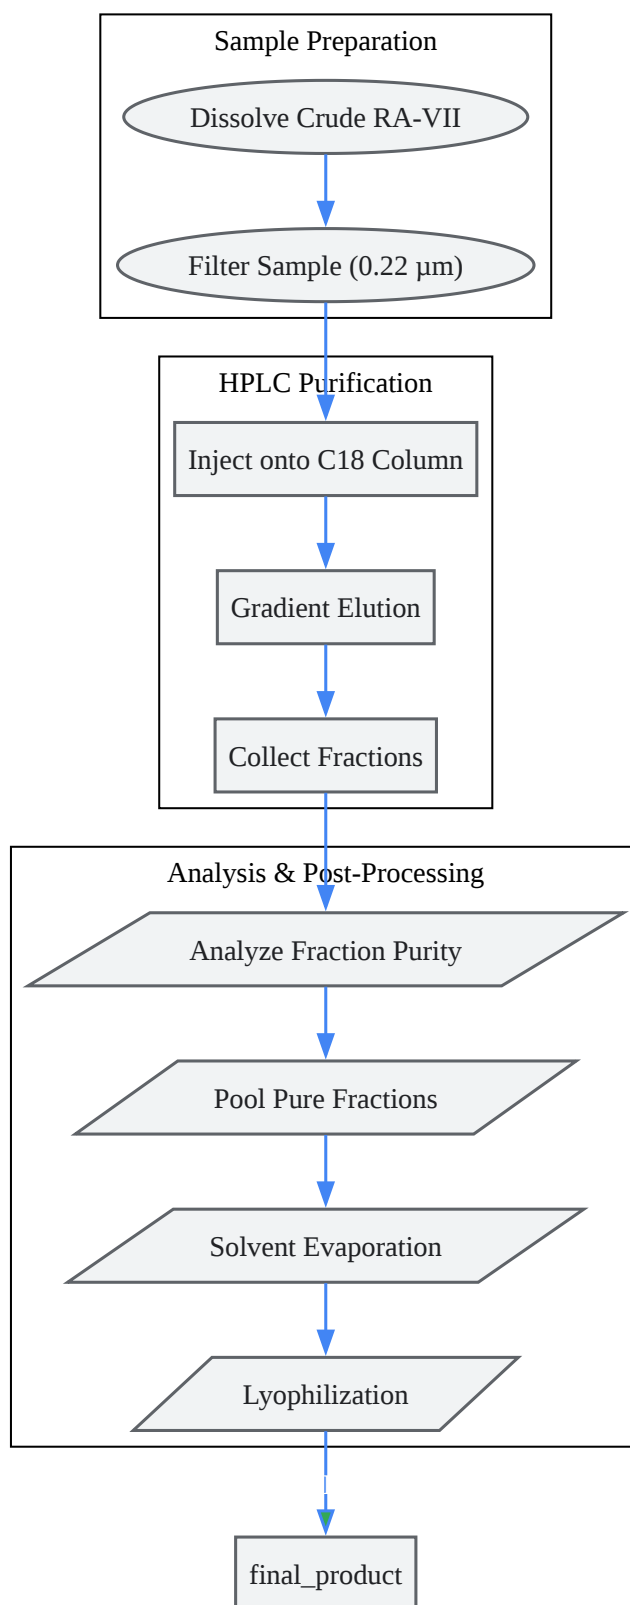 Sample Preparation
Dissolve Crude RA-VII
Filter Sample (0.22 µm)
HPLC Purification
Inject onto C18 Column
Gradient Elution
Collect Fractions
Analysis & Post-Processing
Analyze Fraction Purity
Pool Pure Fractions
Solvent Evaporation
Lyophilization
final_product